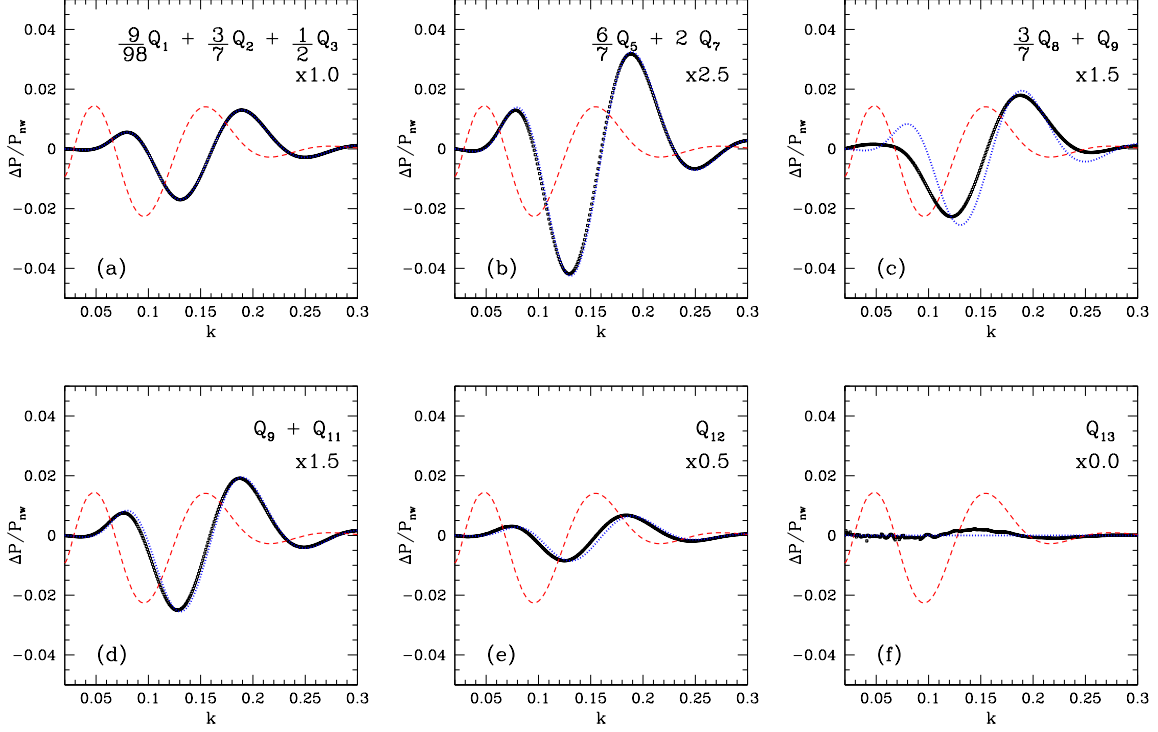 9/98 Q₁ + 3/7 Q₂ + 1/2 Q₃
x1.0
0.04
0.02
0
−0.02
−0.04
ΔP/Pnw
(a)
0.05 0.1 0.15 0.2 0.25 0.3
k
6/7 Q₅ + 2 Q₇
x2.5
0.04
0.02
0
−0.02
−0.04
ΔP/Pnw
(b)
0.05 0.1 0.15 0.2 0.25 0.3
k
3/7 Q₈ + Q₉
x1.5
0.04
0.02
0
−0.02
−0.04
ΔP/Pnw
(c)
0.05 0.1 0.15 0.2 0.25 0.3
k
Q₉ + Q₁₁
x1.5
0.04
0.02
0
−0.02
−0.04
ΔP/Pnw
(d)
0.05 0.1 0.15 0.2 0.25 0.3
k
Q₁₂
x0.5
0.04
0.02
0
−0.02
−0.04
ΔP/Pnw
(e)
0.05 0.1 0.15 0.2 0.25 0.3
k
Q₁₃
x0.0
0.04
0.02
0
−0.02
−0.04
ΔP/Pnw
(f)
0.05 0.1 0.15 0.2 0.25 0.3
k